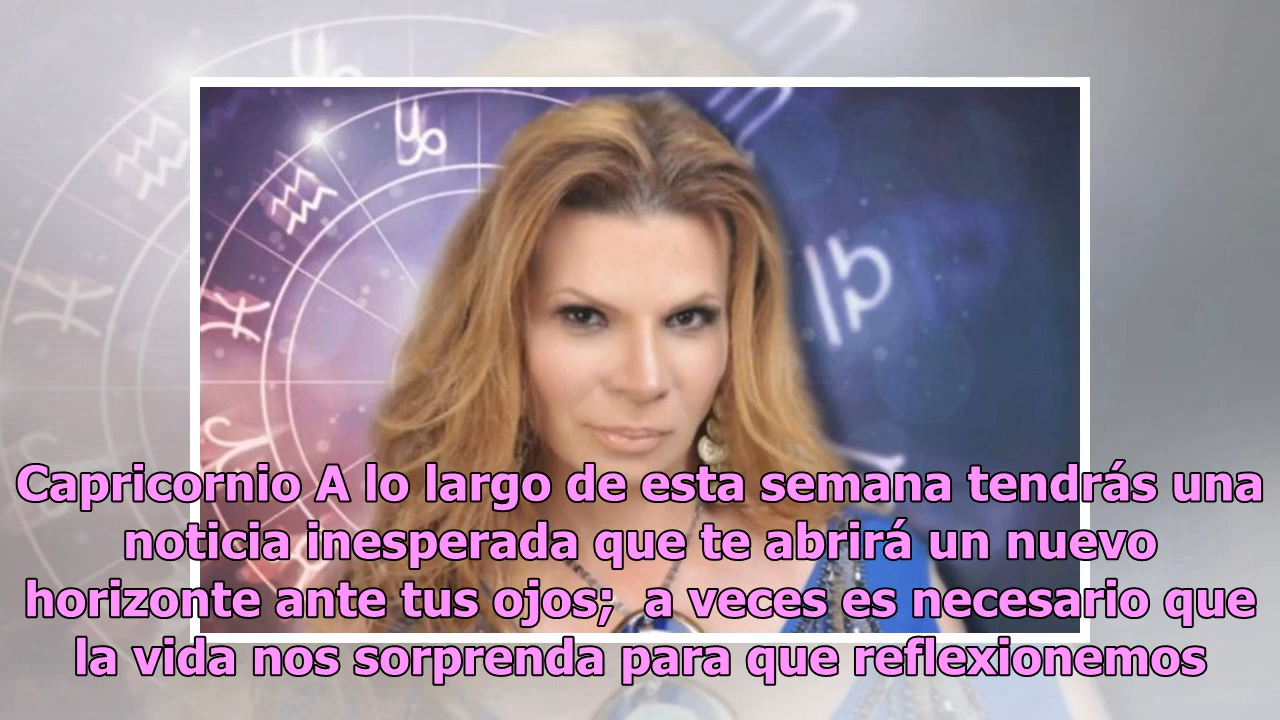 Capricornio A lo largo de esta semana tendrás una
noticia inesperada que te abrirá un nuevo
horizonte ante tus ojos;  a veces es necesario que
la vida nos sorprenda para que reflexionemos